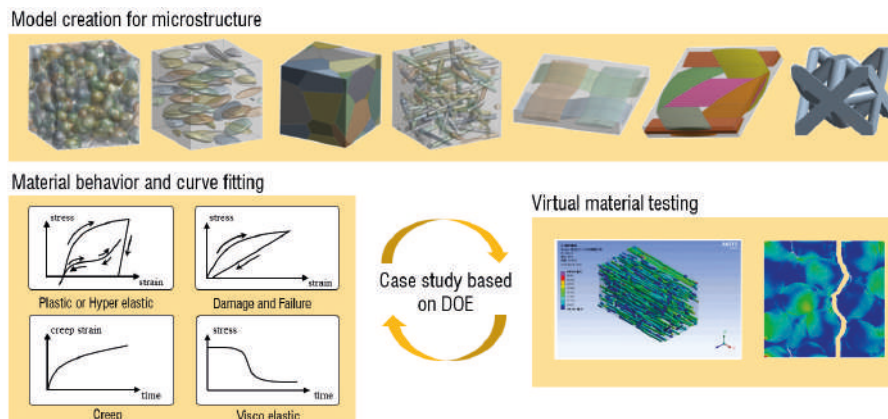 Model creation for microstructure
Material behavior and curve fitting
stress
strain
Plastic or Hyper elastic
stress
strain
Damage and Failure
creep strain
time
Creep
stress
time
Visco elastic
Case study based
on DOE
Virtual material testing